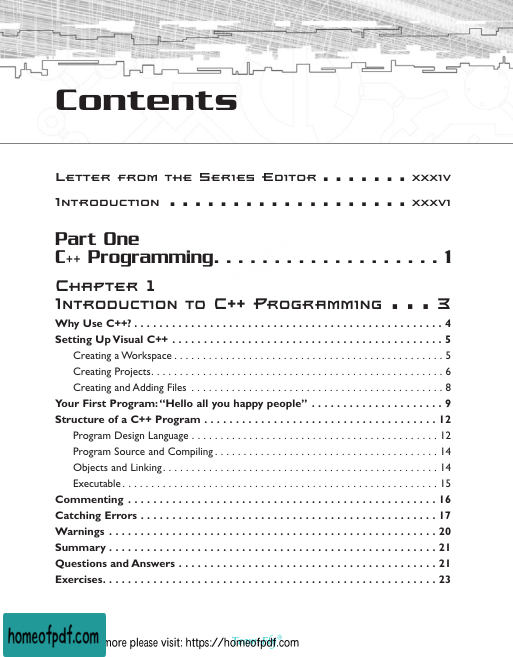 Contents
Letter from the Series Editor . . . . . . . xxxiv
Introduction . . . . . . . . . . . . . . . . . . . xxxvi
Part One
C++ Programming. . . . . . . . . . . . . . . . . . . 1
Chapter 1
Introduction to C++ Programming . . . 3
Why Use C++? . . . . . . . . . . . . . . . . . . . . . . . . . . . . . . . . . . . . . . . . . . . . . . . . 4
Setting Up Visual C++ . . . . . . . . . . . . . . . . . . . . . . . . . . . . . . . . . . . . . . . . . . 5
Creating a Workspace . . . . . . . . . . . . . . . . . . . . . . . . . . . . . . . . . . . . . . . . . . . 5
Creating Projects. . . . . . . . . . . . . . . . . . . . . . . . . . . . . . . . . . . . . . . . . . . . . . 6
Creating and Adding Files . . . . . . . . . . . . . . . . . . . . . . . . . . . . . . . . . . . . . . . . 8
Your First Program: “Hello all you happy people” . . . . . . . . . . . . . . . . . . . . . 9
Structure of a C++ Program . . . . . . . . . . . . . . . . . . . . . . . . . . . . . . . . . . . . . 12
Program Design Language . . . . . . . . . . . . . . . . . . . . . . . . . . . . . . . . . . . . . . . 12
Program Source and Compiling . . . . . . . . . . . . . . . . . . . . . . . . . . . . . . . . . . . . 14
Objects and Linking . . . . . . . . . . . . . . . . . . . . . . . . . . . . . . . . . . . . . . . . . . . . 14
Executable . . . . . . . . . . . . . . . . . . . . . . . . . . . . . . . . . . . . . . . . . . . . . . . . . . 15
Commenting . . . . . . . . . . . . . . . . . . . . . . . . . . . . . . . . . . . . . . . . . . . . . . . . . 16
Catching Errors . . . . . . . . . . . . . . . . . . . . . . . . . . . . . . . . . . . . . . . . . . . . . . . 17
Warnings . . . . . . . . . . . . . . . . . . . . . . . . . . . . . . . . . . . . . . . . . . . . . . . . . . . . 20
Summary . . . . . . . . . . . . . . . . . . . . . . . . . . . . . . . . . . . . . . . . . . . . . . . . . . . . 21
Questions and Answers . . . . . . . . . . . . . . . . . . . . . . . . . . . . . . . . . . . . . . . . . 21
Exercises. . . . . . . . . . . . . . . . . . . . . . . . . . . . . . . . . . . . . . . . . . . . . . . . . . . . . 23
homeofpdf.com more please visit: https://homeofpdf.com